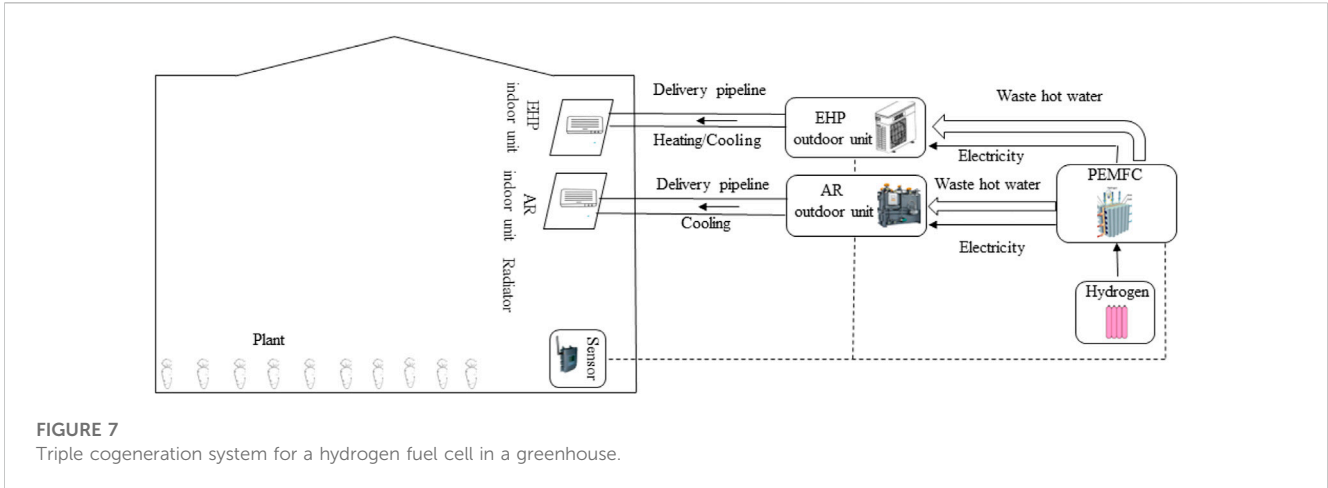 EHP
indoor unit
AR
indoor unit
Radiator
Plant
Sensor
Delivery pipeline
Heating/Cooling
Delivery pipeline
Cooling
EHP
outdoor unit
AR
outdoor unit
Waste hot water
Electricity
Waste hot water
Electricity
PEMFC
Hydrogen
FIGURE 7
Triple cogeneration system for a hydrogen fuel cell in a greenhouse.